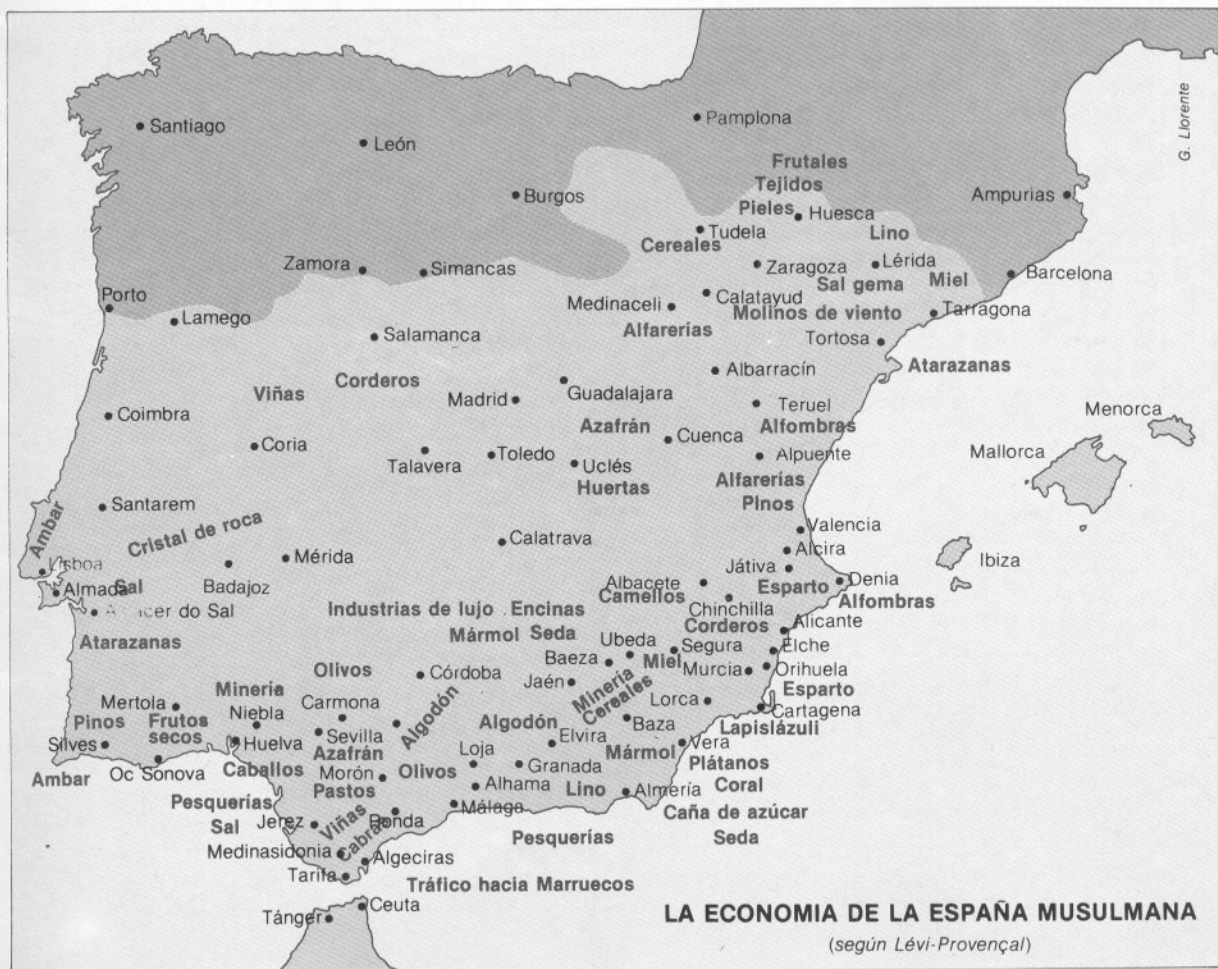 G. Llorente
Santiago
León
Pamplona
Frutales
Tejidos
Pieles
Burgos
Huesca
Ampurias
Tudela
Cereales
Lino
Zamora
Simancas
Zaragoza
Lérida
Sal gema
Miel
Barcelona
Porto
Lamego
Medinaceli
Calatayud
Molinos de viento
Tarragona
Alfarerías
Salamanca
Tortosa
Atarazanas
Corderos
Viñas
Guadalajara
Albarracín
Madrid
Coimbra
Teruel
Menorca
Azafrán
Alfombras
Coria
Cuenca
Mallorca
Talavera
Toledo
Uclés
Alpuente
Huertas
Alfarerías
Pinos
Santarem
Ambar
Cristal de roca
Valencia
Calatrava
Alcira
Ibiza
Lisboa
Mérida
Badajoz
Játiva
Almada
Sal
Albacete
Esparto
Denia
Camellos
Alfombras
do Sal
Industrias de lujo
Encinas
Chinchilla
Corderos
Alicante
Atarazanas
Mármol
Seda
Ubeda
Segura
Elche
Olivos
Córdoba
Baeza
Miel
Murcia
Orihuela
Jaén
Minería
Cereales
Minería
Mertola
Niebla
Carmona
Lorca
Esparto
Cartagena
Pinos
Frutos
secos
Algodón
Algodón
Baza
Lapislázuli
Silves
Huelva
Sevilla
Azafrán
Loja
Elvira
Mármol
Vera
Oc Sonova
Ambar
Caballos
Morón
Olivos
Granada
Plátanos
Pastos
Alhama
Lino
Almería
Coral
Pesquerías
Málaga
Caña de azúcar
Sal
Jerez
Viñas
Ronda
Pesquerías
Seda
Medinasidonia
Cabras
Algeciras
Tarifa
Tráfico hacia Marruecos
Ceuta
Tánger
LA ECONOMIA DE LA ESPAÑA MUSULMANA
(según Lévi-Provençal)